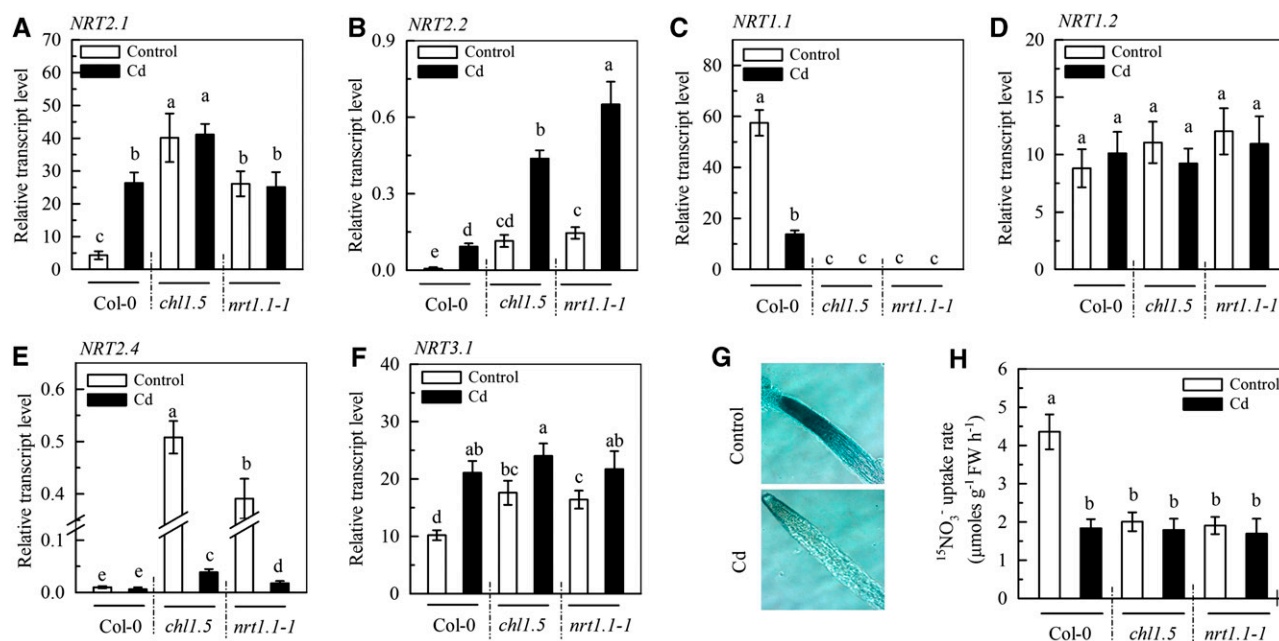 A
NRT2.1
Relative transcript level
70
60
50
40
30
20
10
0
Control
Cd
c
b
a
a
b
b
Col-0
chl1.5
nrt1.1-1
B
NRT2.2
Relative transcript level
0.9
0.6
0.3
0.0
Control
Cd
e
d
cd
b
c
a
Col-0
chl1.5
nrt1.1-1
C
NRT1.1
Relative transcript level
80
60
40
20
0
Control
Cd
a
b
c
c
c
c
Col-0
chl1.5
nrt1.1-1
D
NRT1.2
Relative transcript level
20
15
10
5
0
Control
Cd
a
a
a
a
a
a
Col-0
chl1.5
nrt1.1-1
E
NRT2.4
Relative transcript level
0.6
0.5
0.4
0.1
0.0
Control
Cd
e
e
a
c
b
d
Col-0
chl1.5
nrt1.1-1
F
NRT3.1
Relative transcript level
40
30
20
10
0
Control
Cd
d
ab
bc
a
c
ab
Col-0
chl1.5
nrt1.1-1
G
Control
Cd
H
¹⁵NO₃⁻ uptake rate
(μmoles g⁻¹ FW h⁻¹)
6
5
4
3
2
1
0
Control
Cd
a
b
b
b
b
b
Col-0
chl1.5
nrt1.1-1